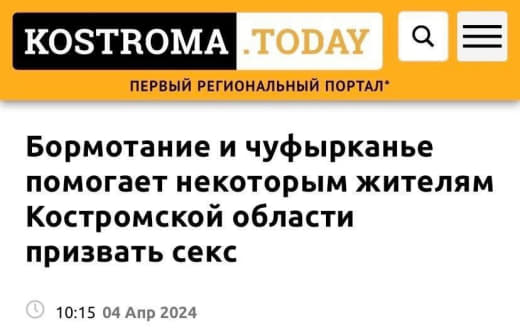 KOSTROMA.TODAY
ПЕРВЫЙ РЕГИОНАЛЬНЫЙ ПОРТАЛ*
Бормотание и чуфырканье
помогает некоторым жителям
Костромской области
призвать секс
10:15 04 Апр 2024